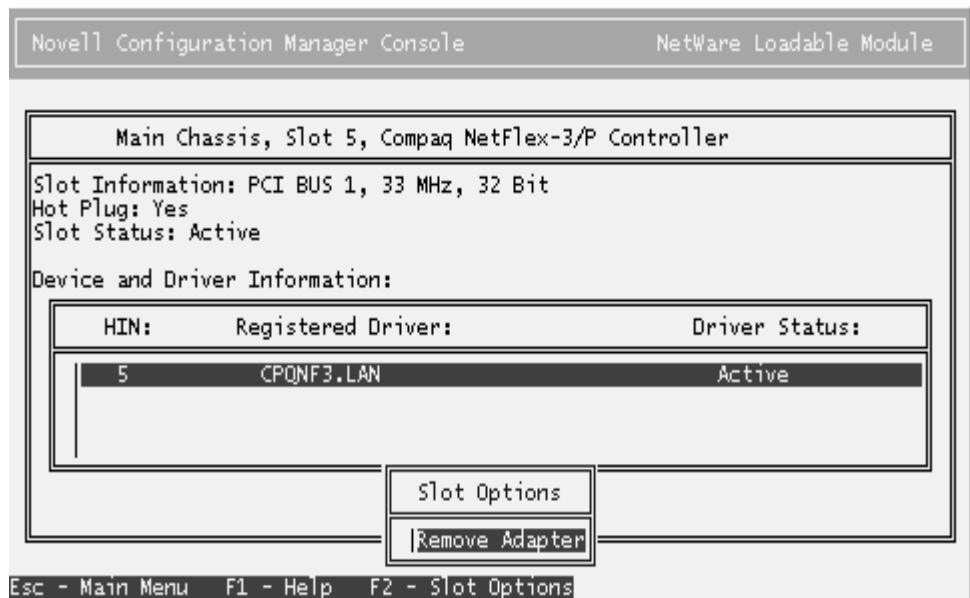 Novell Configuration Manager Console NetWare Loadable Module
Main Chassis, Slot 5, Compaq NetFlex-3/P Controller
Slot Information: PCI BUS 1, 33 MHz, 32 Bit
Hot Plug: Yes
Slot Status: Active
Device and Driver Information:
HIN: Registered Driver: Driver Status:
5 CPQNF3.LAN Active
Slot Options
Remove Adapter
Esc - Main Menu F1 - Help F2 - Slot Options